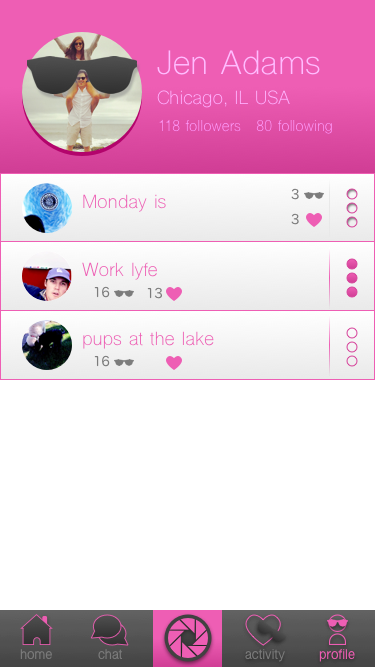 Jen Adams
Chicago, IL USA
118 followers 80 following
Monday is
3
3
Work lyfe
16 13
pups at the lake
16
home chat activity profile